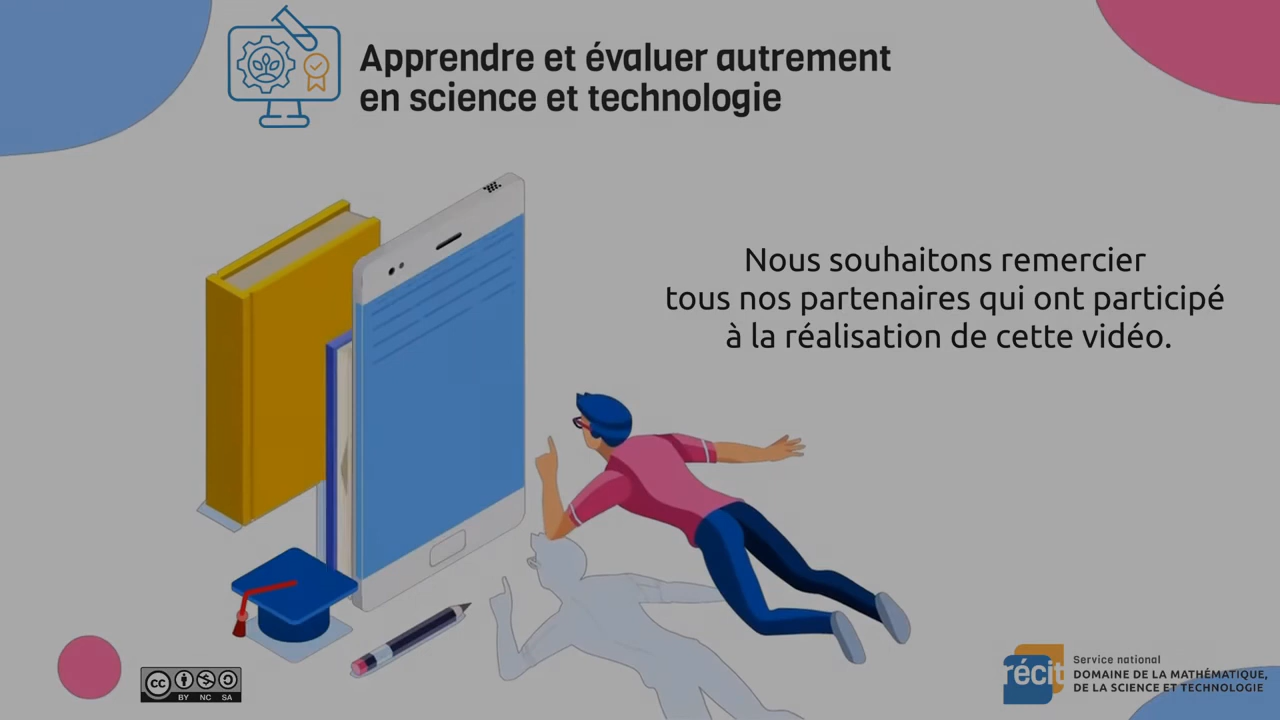 Apprendre et évaluer autrement
en science et technologie
Nous souhaitons remercier
tous nos partenaires qui ont participé
à la réalisation de cette vidéo.
cc
BY NC SA
récit
Service national
DOMAINE DE LA MATHÉMATIQUE,
DE LA SCIENCE ET TECHNOLOGIE